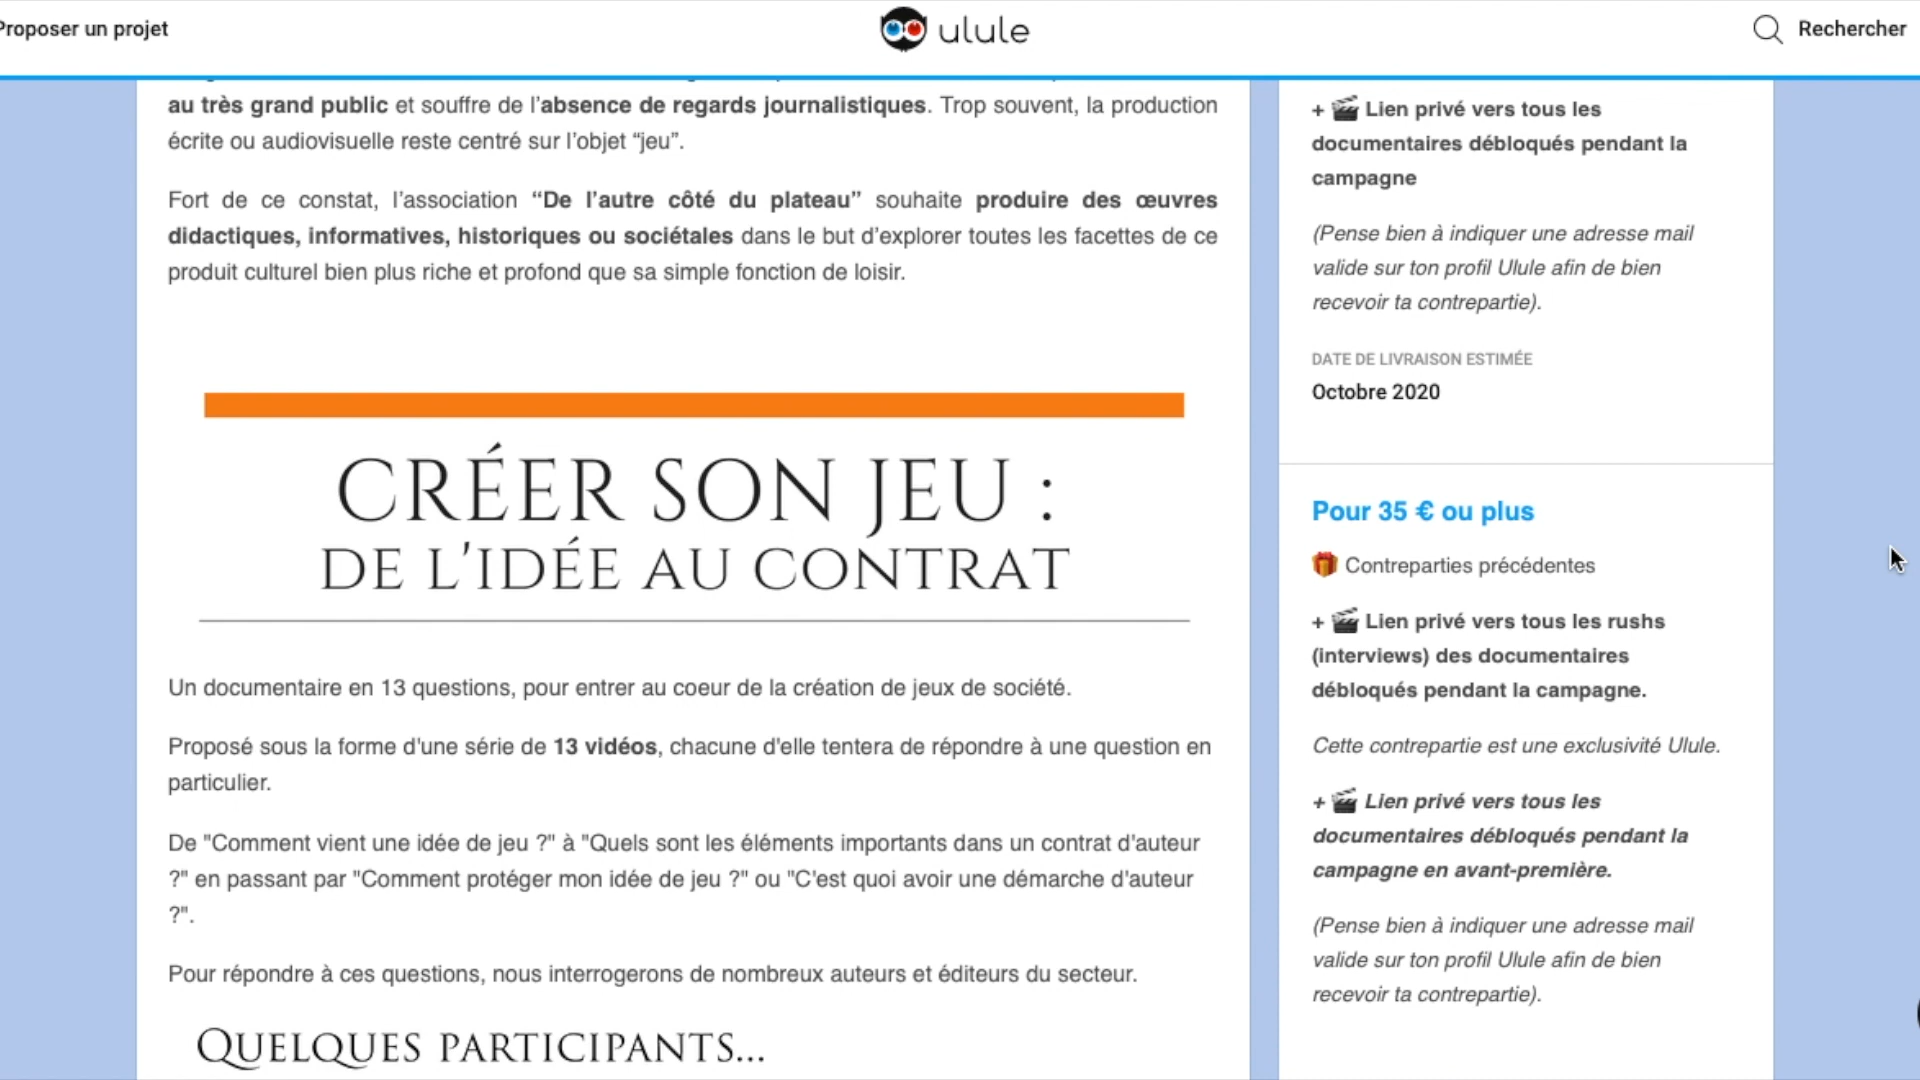 Proposer un projet
ulule
Rechercher
au très grand public et souffre de l’absence de regards journalistiques. Trop souvent, la production
écrite ou audiovisuelle reste centré sur l’objet “jeu”.
Fort de ce constat, l’association “De l’autre côté du plateau” souhaite produire des œuvres
didactiques, informatives, historiques ou sociétales dans le but d’explorer toutes les facettes de ce
produit culturel bien plus riche et profond que sa simple fonction de loisir.
CRÉER SON JEU :
DE L'IDÉE AU CONTRAT
Un documentaire en 13 questions, pour entrer au coeur de la création de jeux de société.
Proposé sous la forme d'une série de 13 vidéos, chacune d'elle tentera de répondre à une question en
particulier.
De "Comment vient une idée de jeu ?" à "Quels sont les éléments importants dans un contrat d'auteur
?" en passant par "Comment protéger mon idée de jeu ?" ou "C'est quoi avoir une démarche d'auteur
?".
Pour répondre à ces questions, nous interrogerons de nombreux auteurs et éditeurs du secteur.
QUELQUES PARTICIPANTS...
+ 🎬 Lien privé vers tous les
documentaires débloqués pendant la
campagne
(Pense bien à indiquer une adresse mail
valide sur ton profil Ulule afin de bien
recevoir ta contrepartie).
DATE DE LIVRAISON ESTIMÉE
Octobre 2020
Pour 35 € ou plus
🎁 Contreparties précédentes
+ 🎬 Lien privé vers tous les rushs
(interviews) des documentaires
débloqués pendant la campagne.
Cette contrepartie est une exclusivité Ulule.
+ 🎬 Lien privé vers tous les
documentaires débloqués pendant la
campagne en avant-première.
(Pense bien à indiquer une adresse mail
valide sur ton profil Ulule afin de bien
recevoir ta contrepartie).